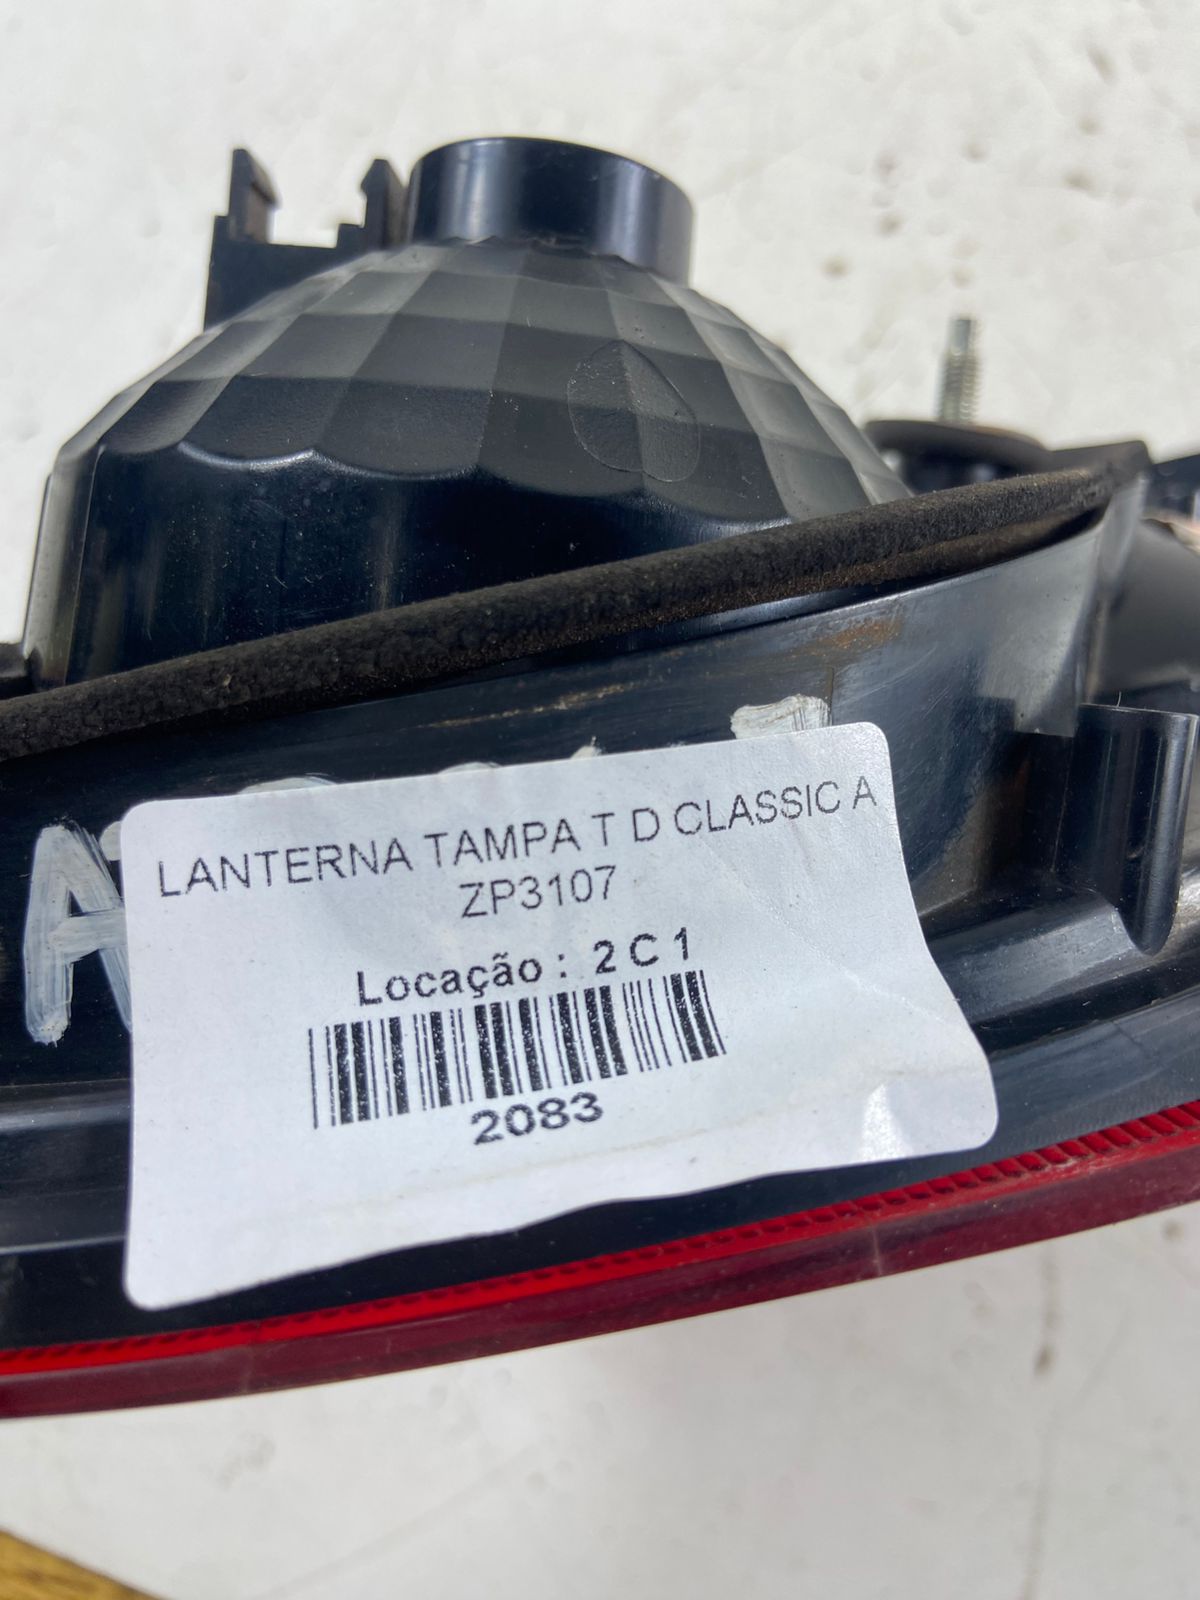 LANTERNA TAMPA T D CLASSIC A
ZP3107
Locação : 2 C 1
2083